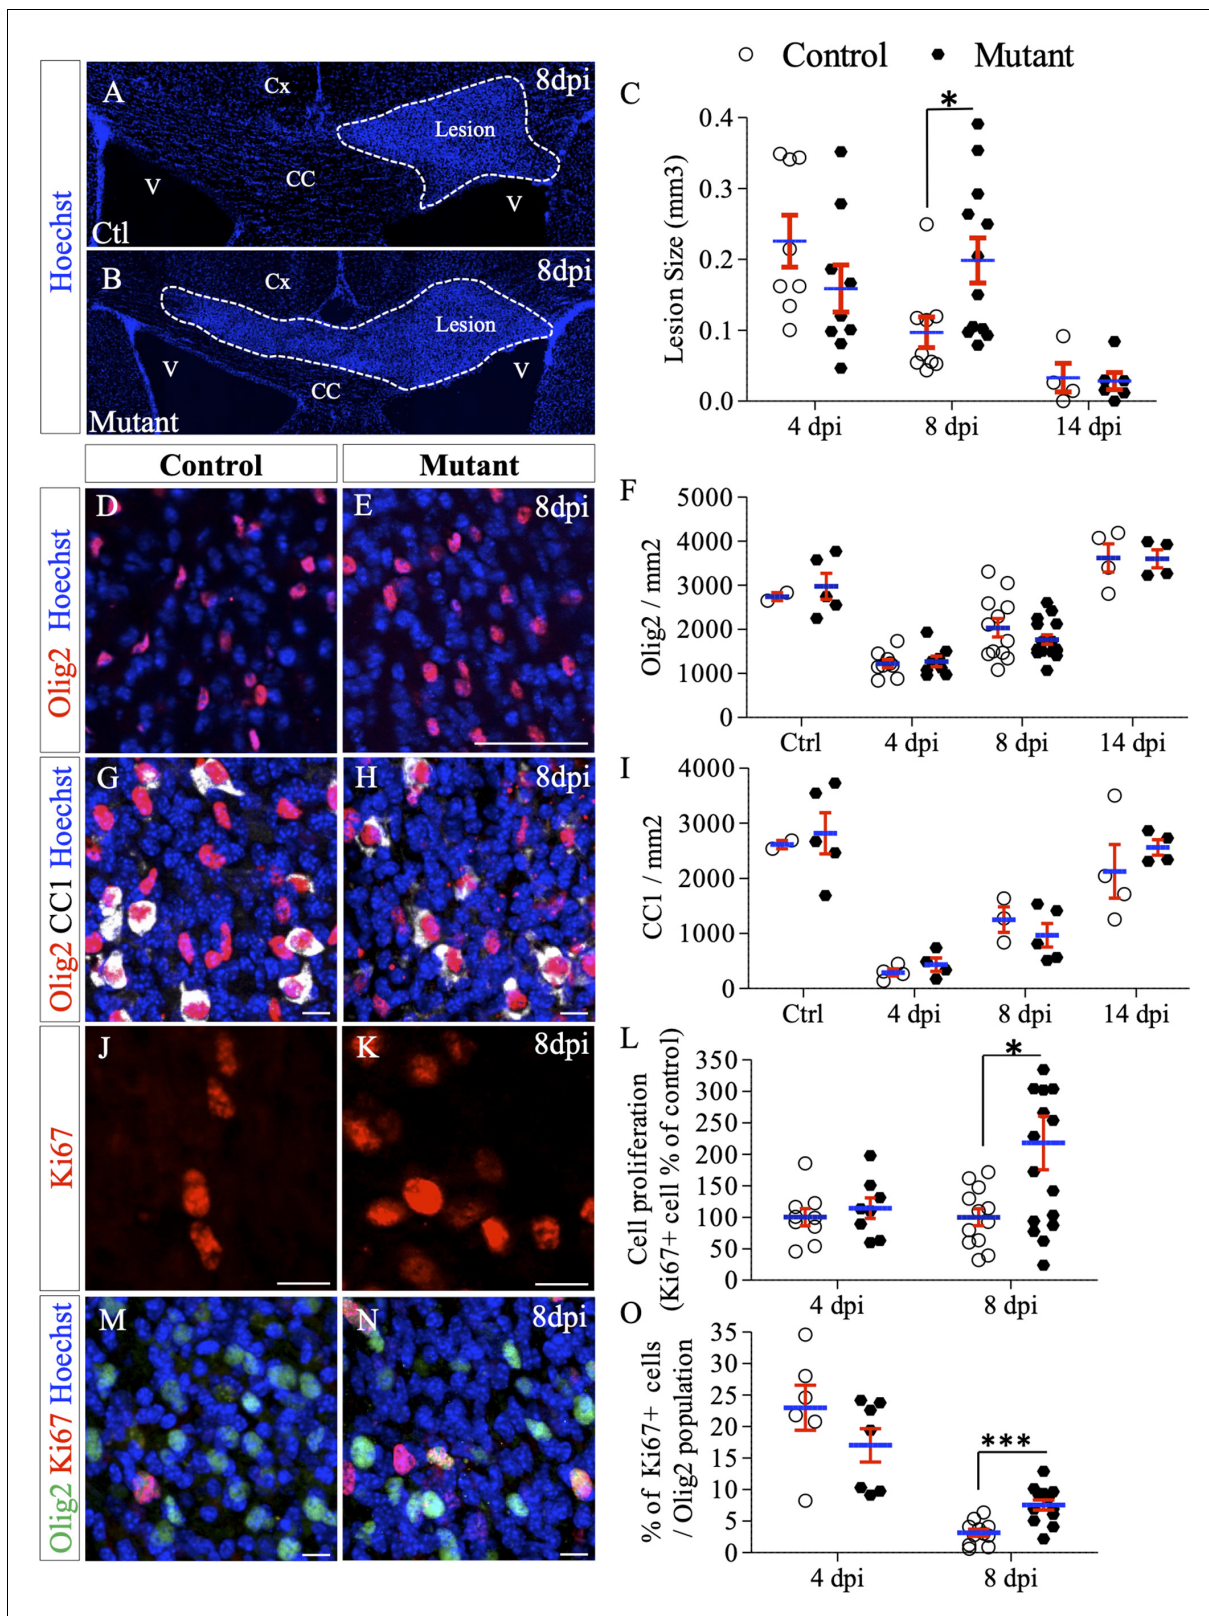 Control Mutant
Hoechst
A
Cx
8dpi
Lesion
CC
V
V
Ctl
B
Cx
8dpi
Lesion
V
V
CC
Mutant
C
*
Lesion Size (mm3)
0.4
0.3
0.2
0.1
0.0
4 dpi 8 dpi 14 dpi
Control Mutant
Olig2 Hoechst
D
E 8dpi
F
Olig2 / mm2
5000
4000
3000
2000
1000
0
Ctrl 4 dpi 8 dpi 14 dpi
Olig2 CC1 Hoechst
G
H 8dpi
I
CC1 / mm2
4000
3000
2000
1000
0
Ctrl 4 dpi 8 dpi 14 dpi
Ki67
J
K 8dpi
L
*
Cell proliferation
(Ki67+ cell % of control)
350
300
250
200
150
100
50
0
4 dpi 8 dpi
Olig2 Ki67 Hoechst
M
N 8dpi
O
***
% of Ki67+ cells
/ Olig2 population
35
30
25
20
15
10
5
0
4 dpi 8 dpi